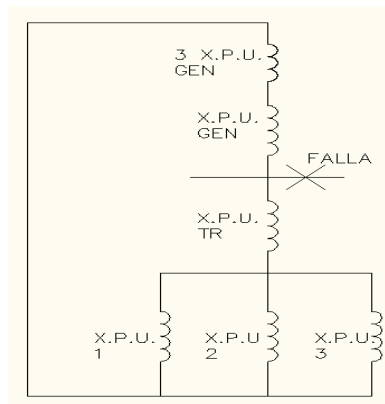 3 X.P.U.
GEN
X.P.U.
GEN
FALLA
X.P.U.
TR
X.P.U.
1
X.P.U
2
X.P.U.
3